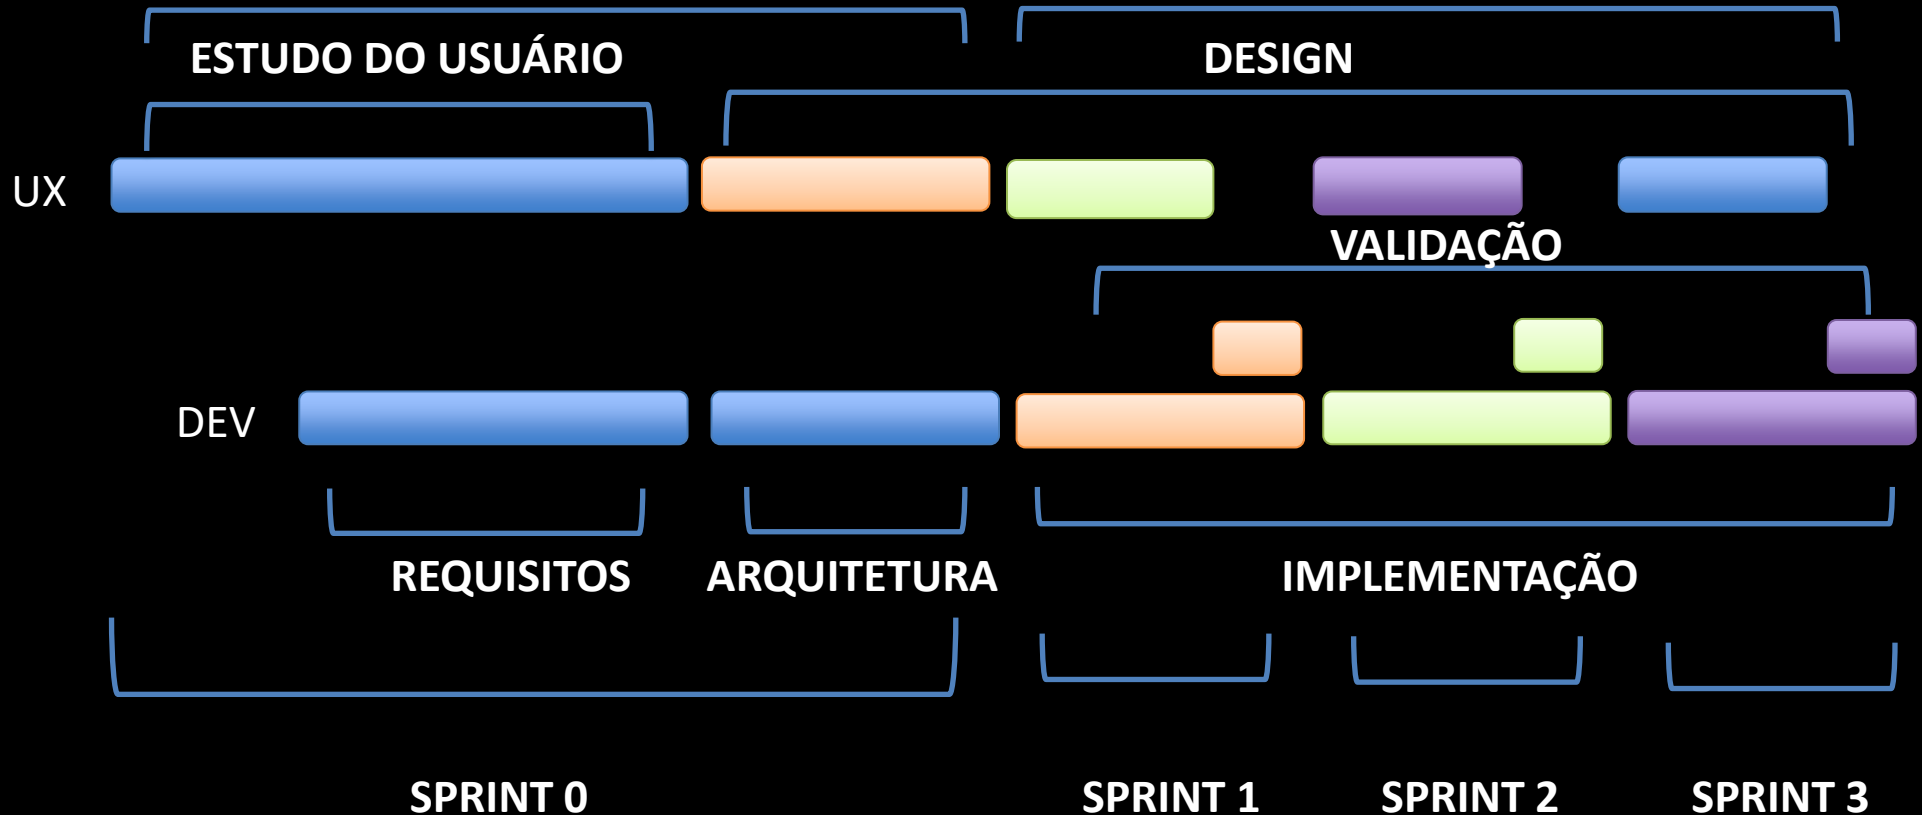 ESTUDO DO USUÁRIO
DESIGN
UX
VALIDAÇÃO
DEV
REQUISITOS
ARQUITETURA
IMPLEMENTAÇÃO
SPRINT 0
SPRINT 1
SPRINT 2
SPRINT 3